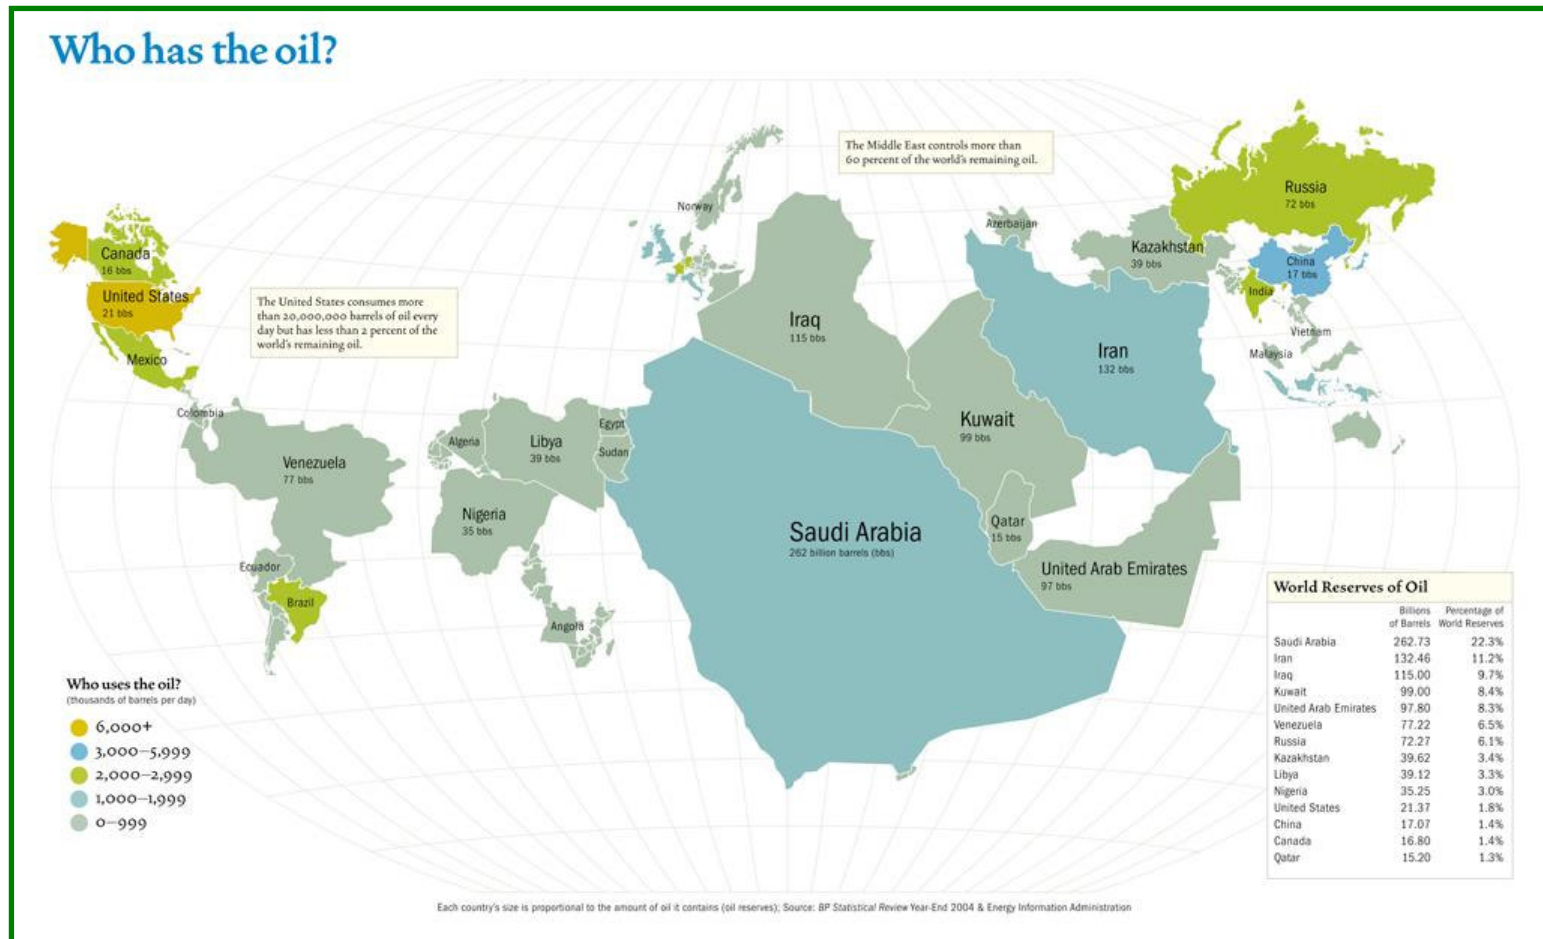 Who has the oil?
The Middle East controls more than
60 percent of the world's remaining oil.
Norway
Azerbaijan
Russia
72 bbs
Kazakhstan
39 bbs
China
17 bbs
India
Vietnam
Malaysia
Canada
16 bbs
United States
21 bbs
Mexico
The United States consumes more
than 20,000,000 barrels of oil every
day but has less than 2 percent of the
world's remaining oil.
Iraq
115 bbs
Iran
132 bbs
Kuwait
99 bbs
Colombia
Venezuela
77 bbs
Algeria
Libya
39 bbs
Egypt
Sudan
Nigeria
35 bbs
Saudi Arabia
262 billion barrels (bbs)
Qatar
15 bbs
United Arab Emirates
97 bbs
Ecuador
Brazil
Angola
Who uses the oil?
(thousands of barrels per day)
6,000+
3,000–5,999
2,000–2,999
1,000–1,999
0–999
World Reserves of Oil
Billions Percentage of
of Barrels World Reserves
Saudi Arabia 262.73 22.3%
Iran 132.46 11.2%
Iraq 115.00 9.7%
Kuwait 99.00 8.4%
United Arab Emirates 97.80 8.3%
Venezuela 77.22 6.5%
Russia 72.27 6.1%
Kazakhstan 39.62 3.4%
Libya 39.12 3.3%
Nigeria 35.25 3.0%
United States 21.37 1.8%
China 17.07 1.4%
Canada 16.80 1.4%
Qatar 15.20 1.3%
Each country's size is proportional to the amount of oil it contains (oil reserves); Source: BP Statistical Review Year-End 2004 & Energy Information Administration